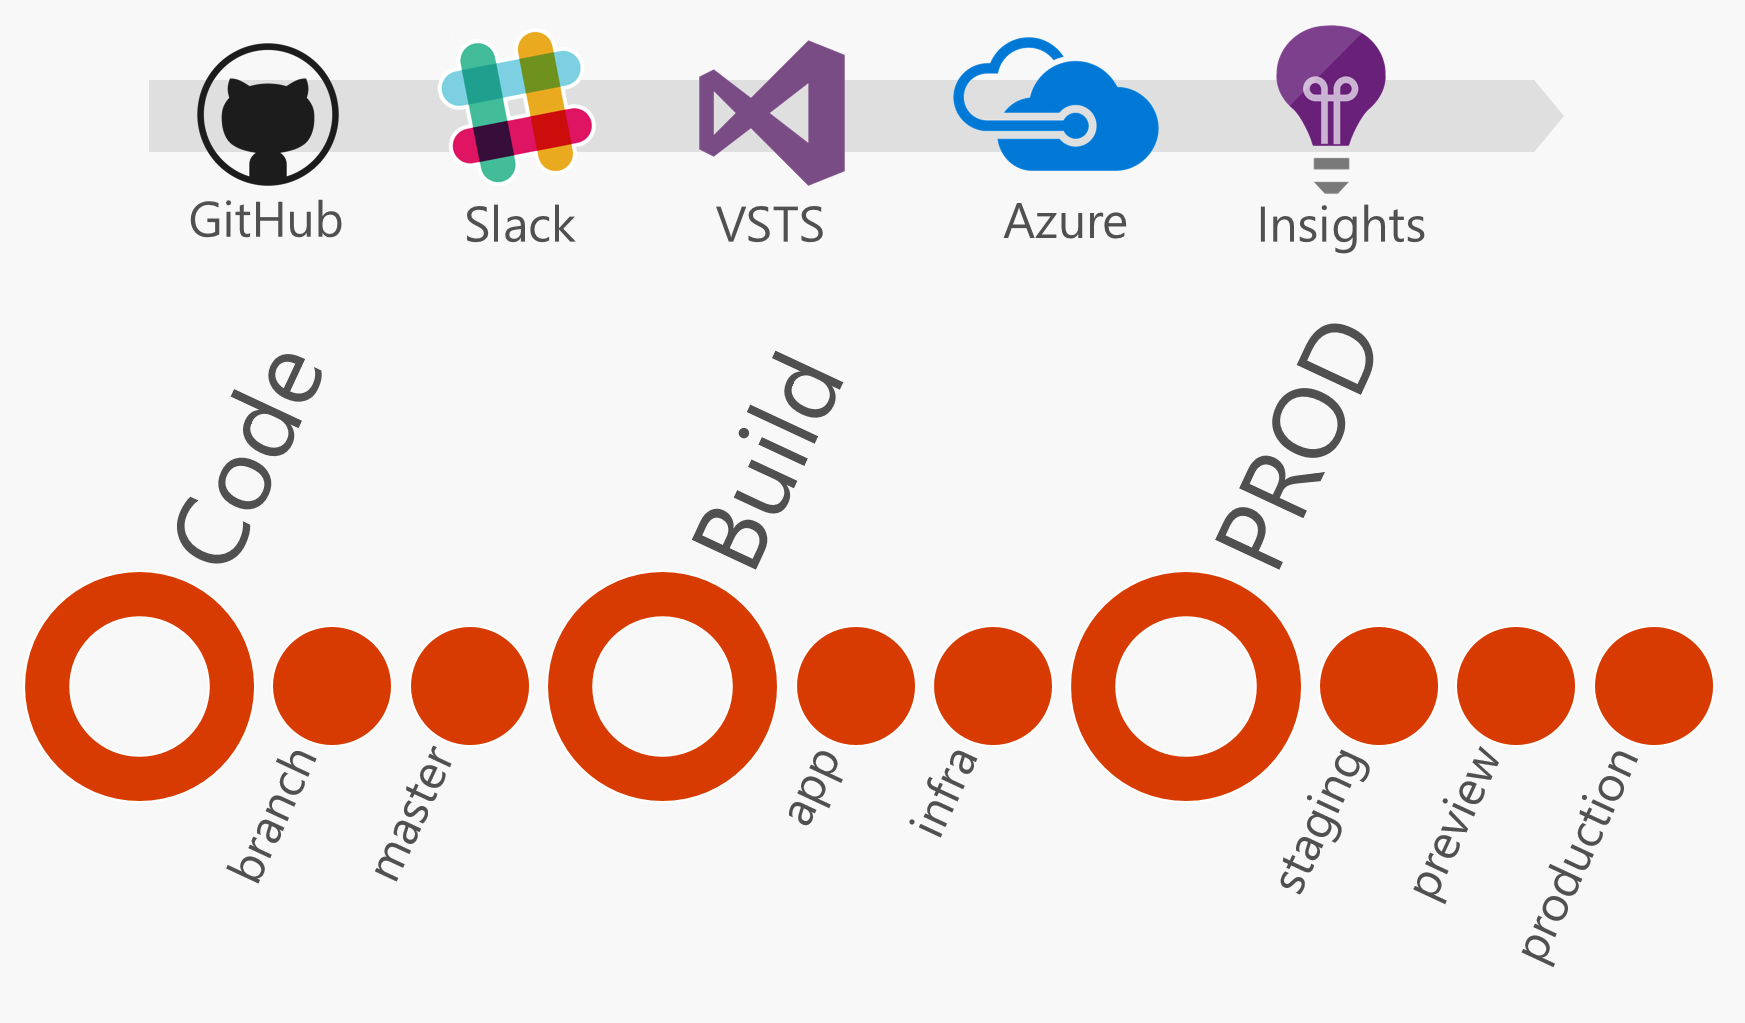 GitHub
Slack
VSTS
Azure
Insights
Code
Build
PROD
branch
master
app
infra
staging
preview
production